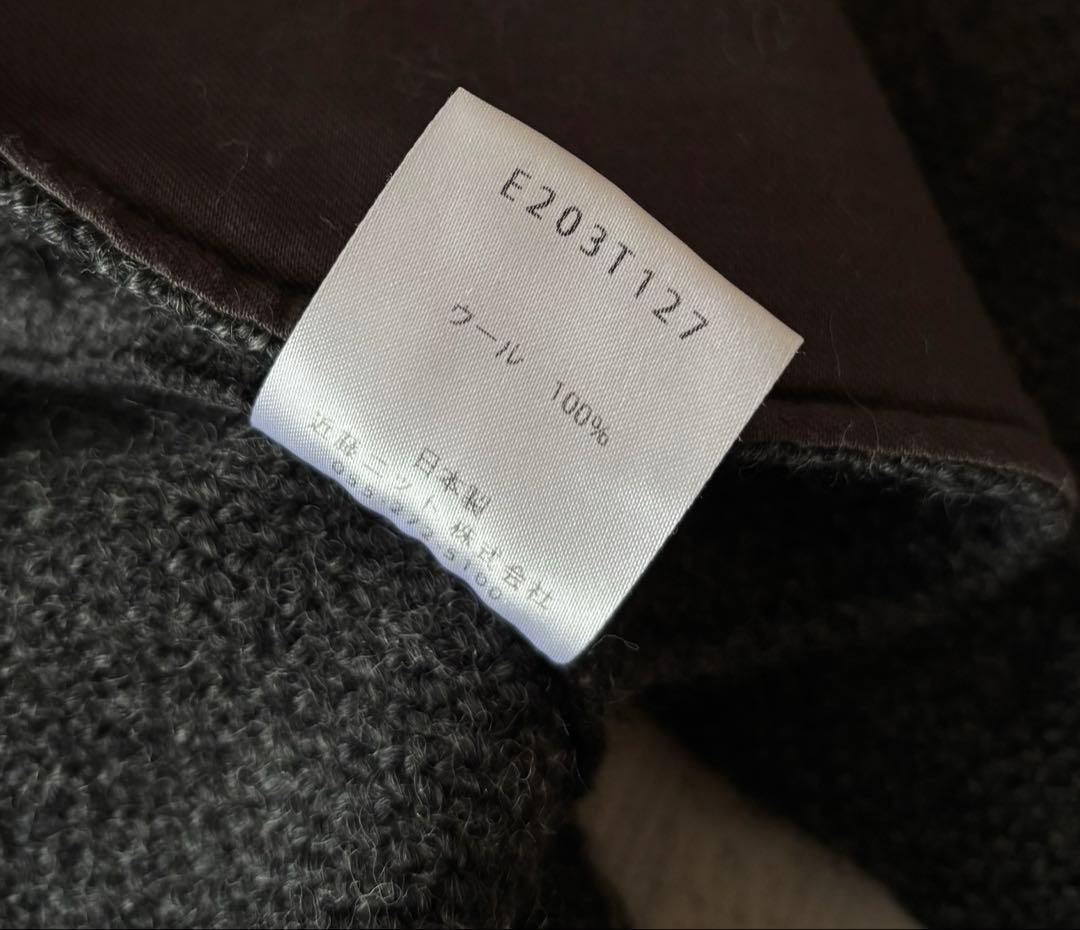 E203T127
ウール 100%
日本製
近藤ニット株式会社